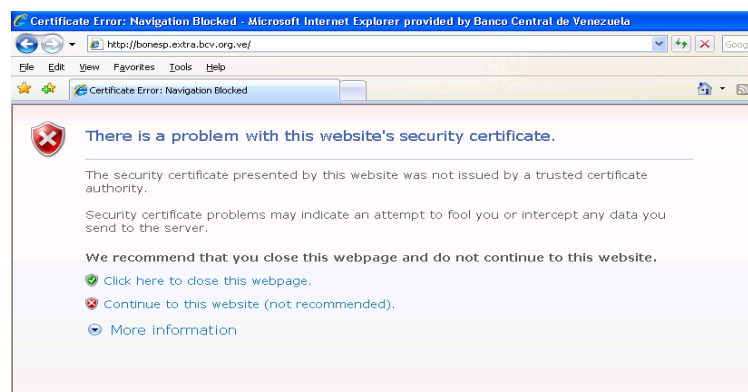 Certificate Error: Navigation Blocked - Microsoft Internet Explorer provided by Banco Central de Venezuela
http://bonesp.extra.bcv.org.ve/
Goog
File Edit View Favorites Tools Help
Certificate Error: Navigation Blocked
There is a problem with this website's security certificate.
The security certificate presented by this website was not issued by a trusted certificate
authority.
Security certificate problems may indicate an attempt to fool you or intercept any data you
send to the server.
We recommend that you close this webpage and do not continue to this website.
Click here to close this webpage.
Continue to this website (not recommended).
More information